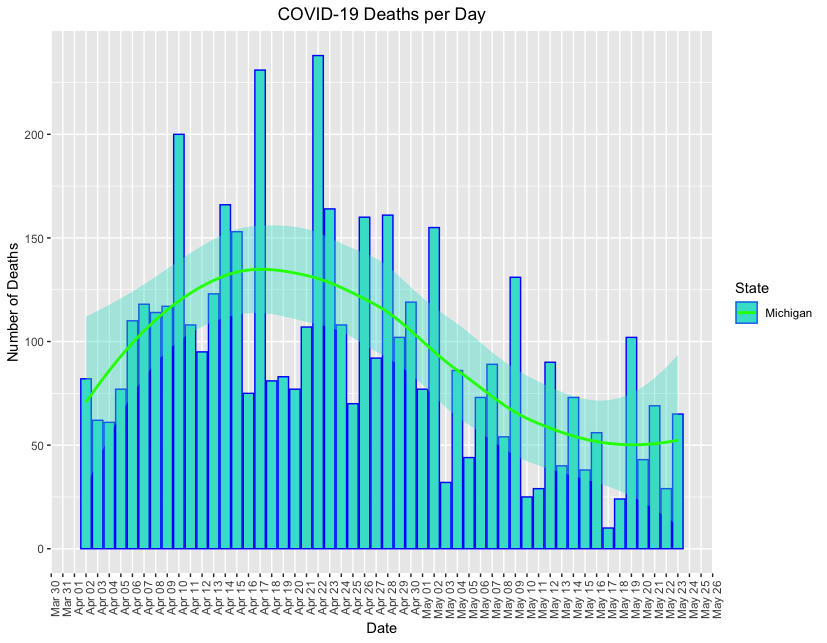 COVID-19 Deaths per Day
Number of Deaths
200
150
100
50
0
Mar 30
Mar 31
Apr 01
Apr 02
Apr 03
Apr 04
Apr 05
Apr 06
Apr 07
Apr 08
Apr 09
Apr 10
Apr 11
Apr 12
Apr 13
Apr 14
Apr 15
Apr 16
Apr 17
Apr 18
Apr 19
Apr 20
Apr 21
Apr 22
Apr 23
Apr 24
Apr 25
Apr 26
Apr 27
Apr 28
Apr 29
Apr 30
May 01
May 02
May 03
May 04
May 05
May 06
May 07
May 08
May 09
May 10
May 11
May 12
May 13
May 14
May 15
May 16
May 17
May 18
May 19
May 20
May 21
May 22
May 23
May 24
May 25
May 26
Date
State
Michigan